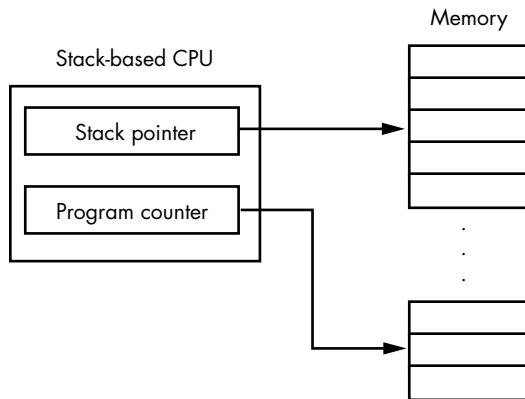 Memory
Stack-based CPU
Stack pointer
Program counter
.
.
.